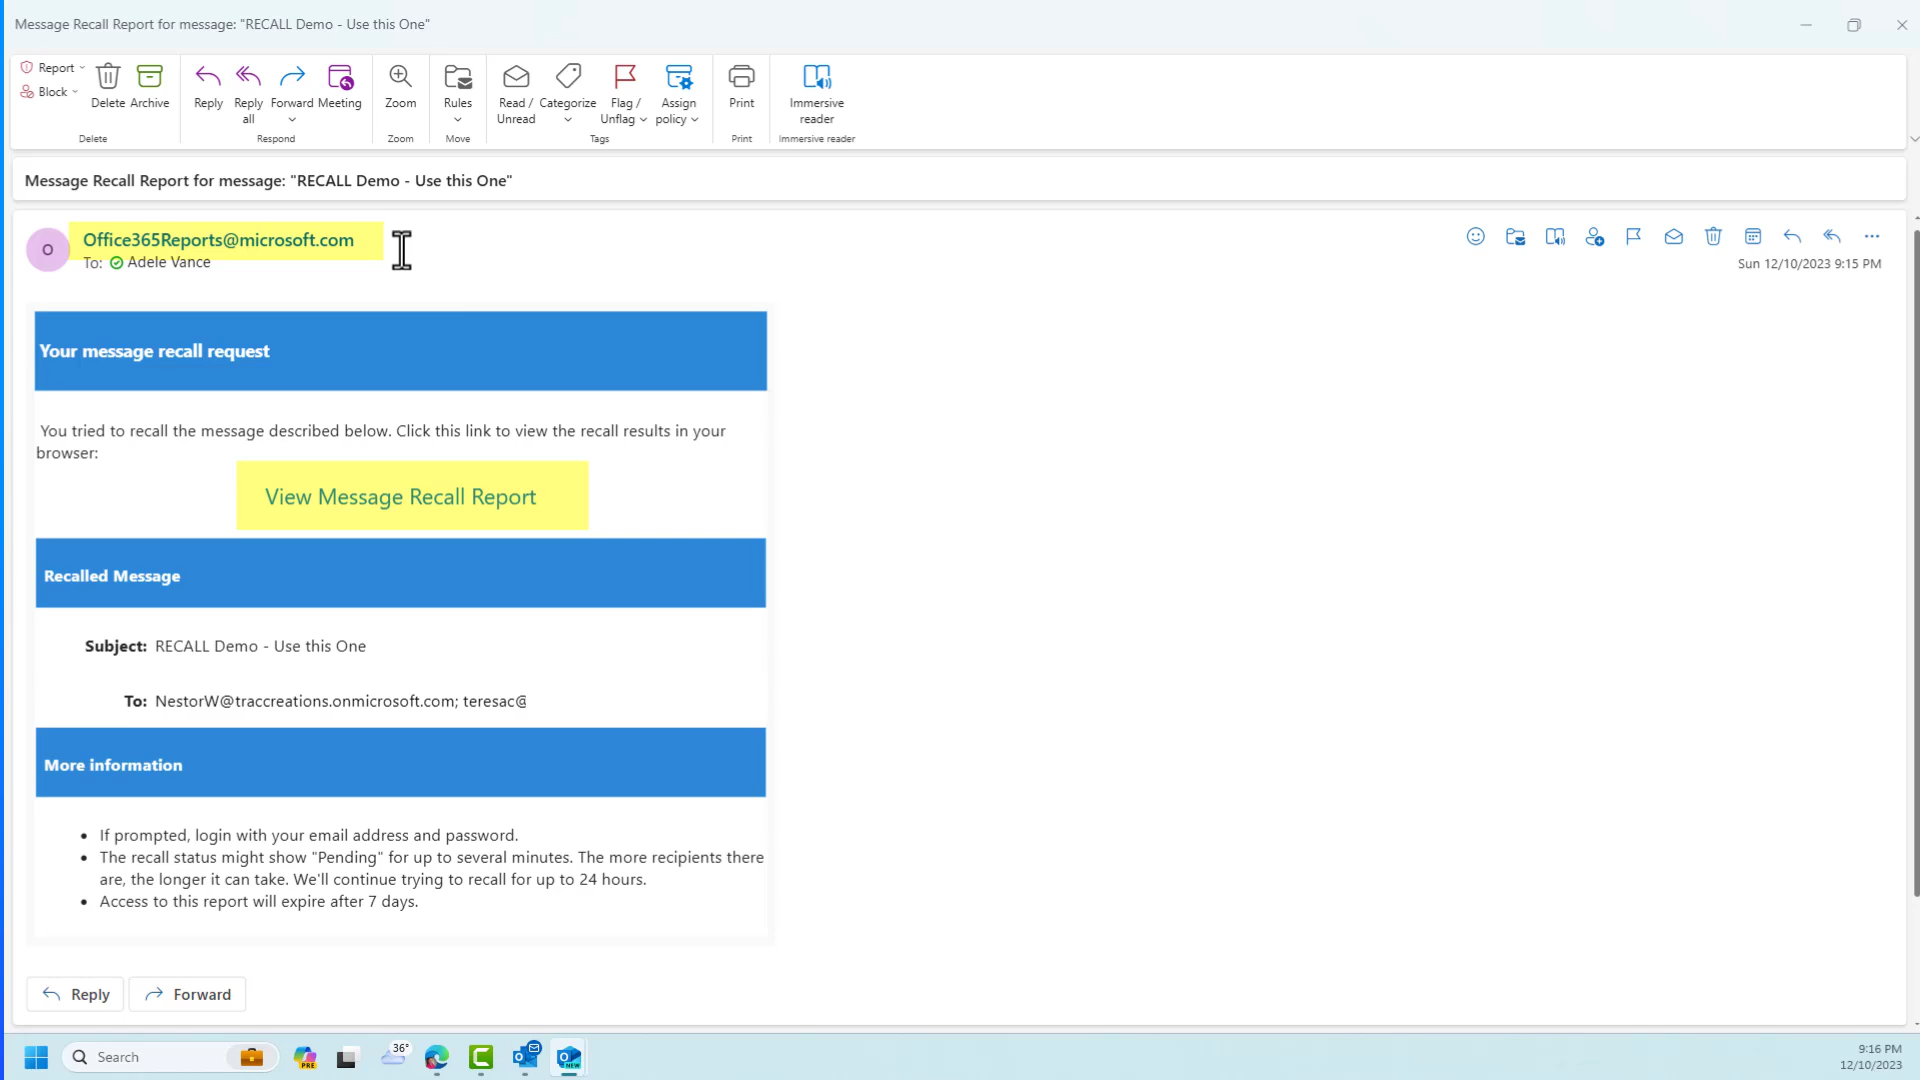 Message Recall Report for message: "RECALL Demo - Use this One"
Report
Block
Delete
Archive
Delete
Reply
Reply all
Forward
Meeting
Respond
Zoom
Zoom
Rules
Move
Read / Unread
Categorize
Flag / Unflag
Assign policy
Tags
Print
Print
Immersive reader
Immersive reader
Message Recall Report for message: "RECALL Demo - Use this One"
O
Office365Reports@microsoft.com
To: Adele Vance
Sun 12/10/2023 9:15 PM
Your message recall request
You tried to recall the message described below. Click this link to view the recall results in your
browser:
View Message Recall Report
Recalled Message
Subject: RECALL Demo - Use this One
To: NestorW@traccreations.onmicrosoft.com; teresac@
More information
• If prompted, login with your email address and password.
• The recall status might show "Pending" for up to several minutes. The more recipients there
are, the longer it can take. We'll continue trying to recall for up to 24 hours.
• Access to this report will expire after 7 days.
Reply
Forward
Search
PRE
36°
NEW
9:16 PM
12/10/2023